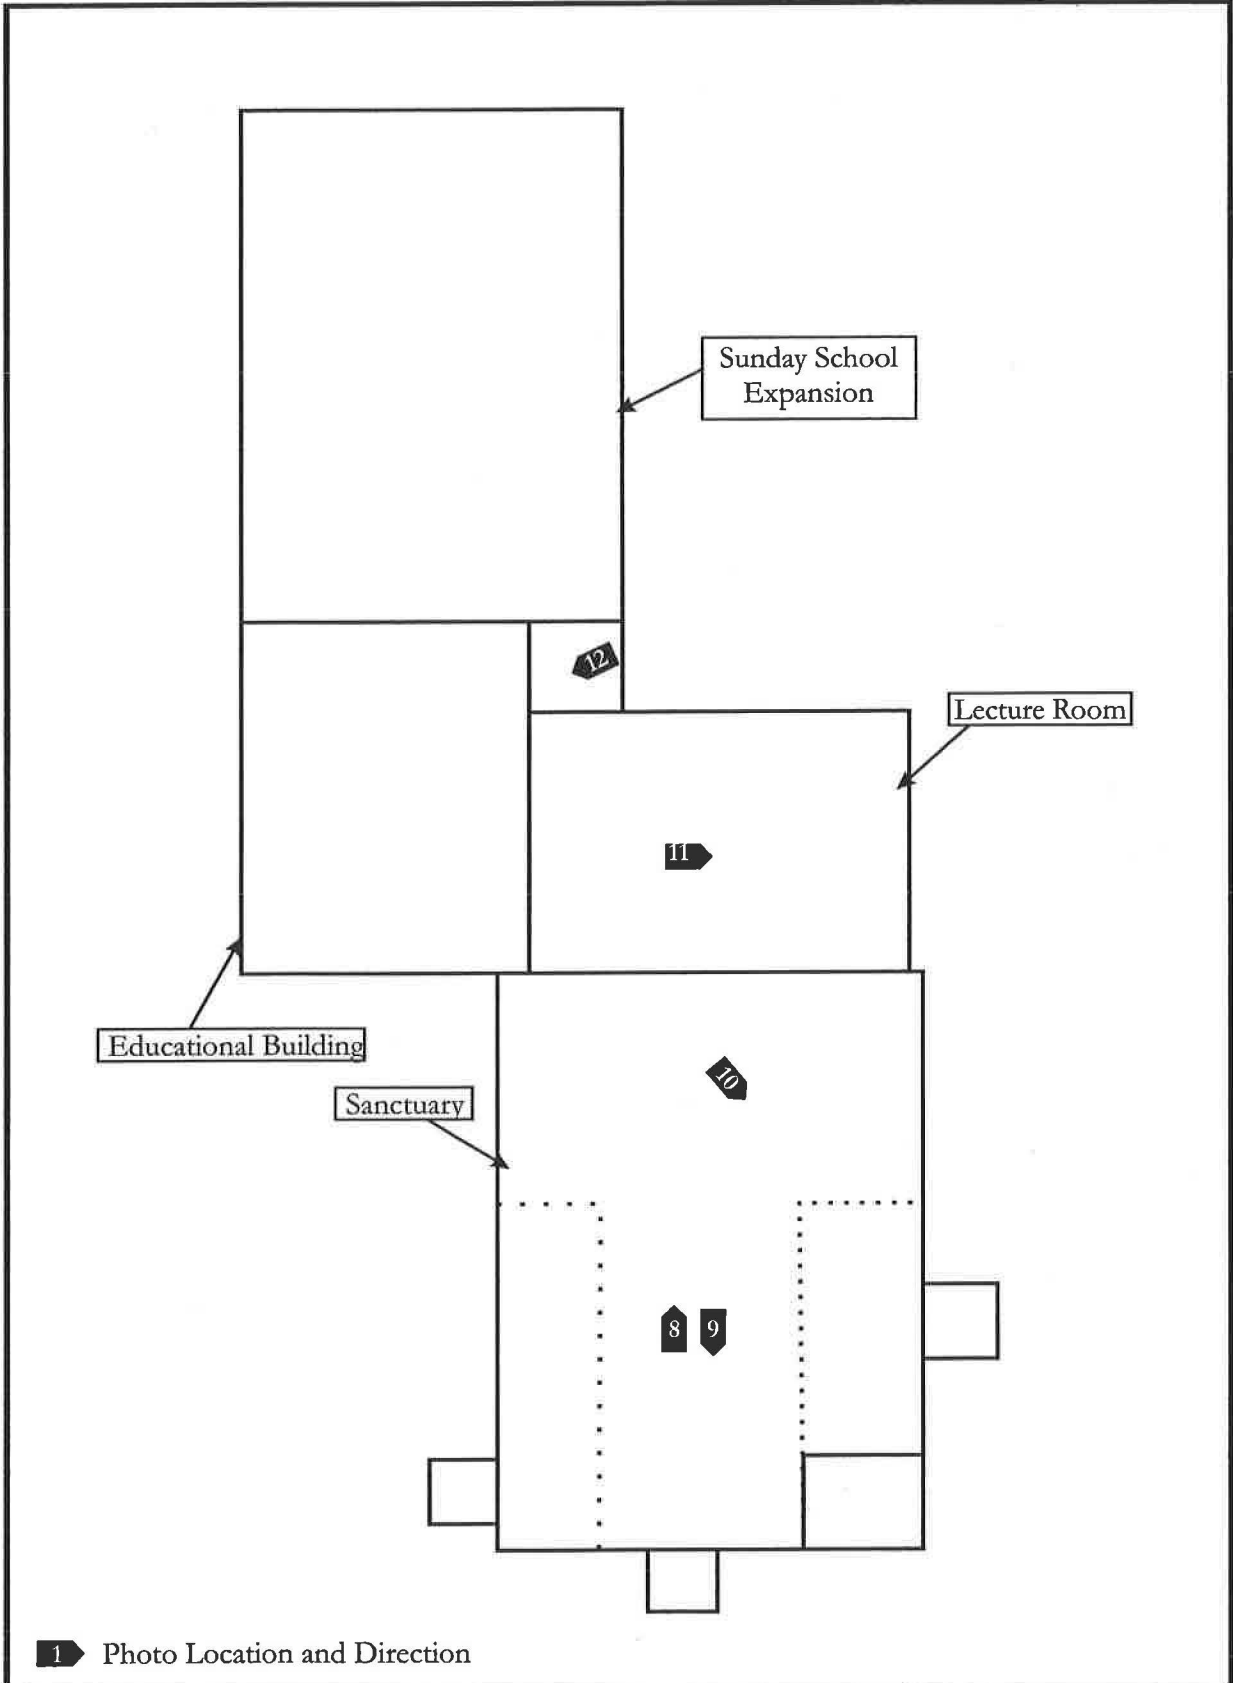 Sunday School
Expansion
12
Lecture Room
11
Educational Building
10
Sanctuary
8
9
1 Photo Location and Direction